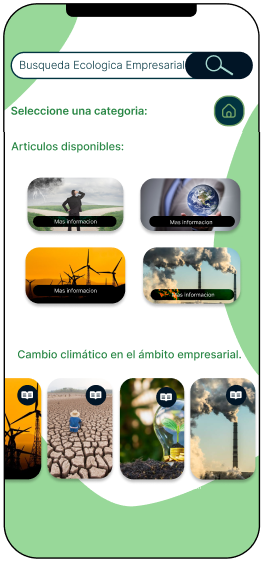 Busqueda Ecologica Empresarial
Seleccione una categoria:
Articulos disponibles:
Mas informacion
Mas informacion
Mas informacion
Mas informacion
Cambio climático en el ámbito empresarial.